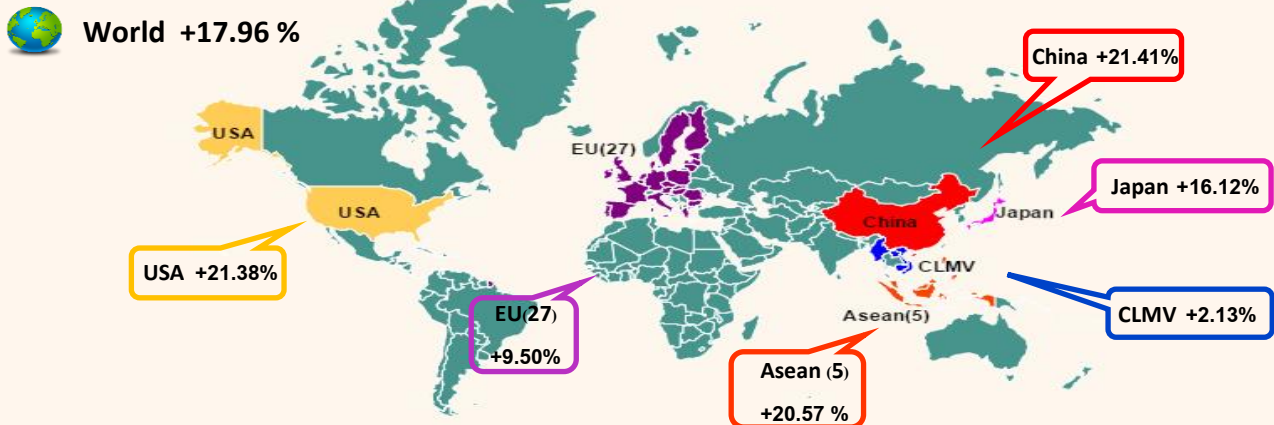 World +17.96 %
China +21.41%
USA
EU(27)
Japan +16.12%
USA
China
Japan
USA +21.38%
CLMV
EU(27)
+9.50%
Asean(5)
CLMV +2.13%
Asean (5)
+20.57 %